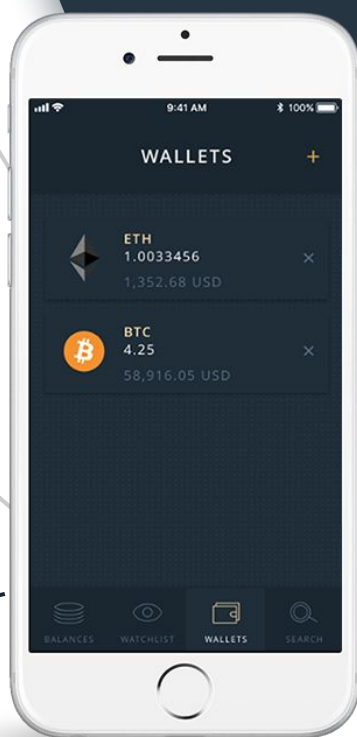 9:41 AM
100%
WALLETS
+
ETH
1.0033456
×
1,352.68 USD
BTC
4.25
×
58,916.05 USD
BALANCES
WATCHLIST
WALLETS
SEARCH